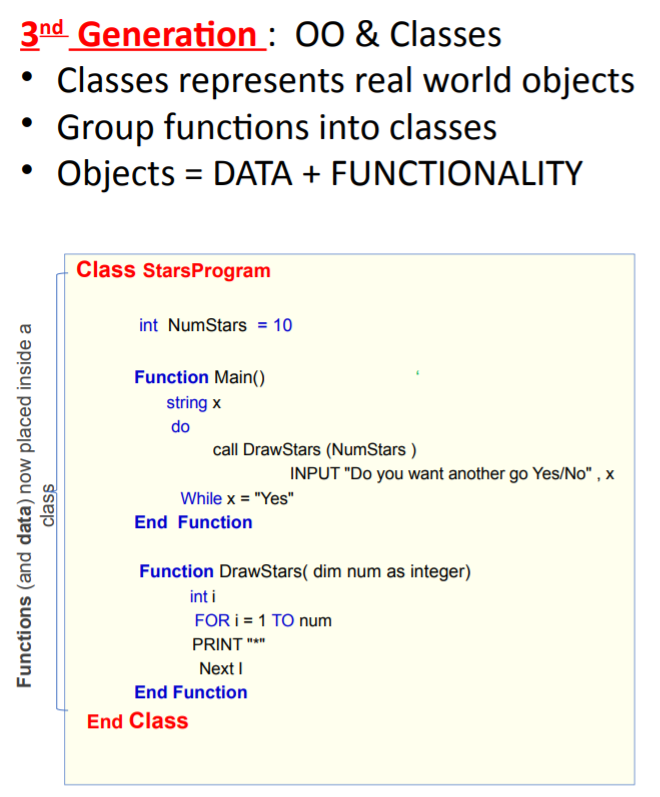 3nd Generation : OO & Classes
• Classes represents real world objects
• Group functions into classes
• Objects = DATA + FUNCTIONALITY
Functions (and data) now placed inside a
class
Class StarsProgram
int NumStars = 10
Function Main()
string x
do
call DrawStars (NumStars )
INPUT "Do you want another go Yes/No" , x
While x = "Yes"
End Function
Function DrawStars( dim num as integer)
int i
FOR i = 1 TO num
PRINT "*"
Next I
End Function
End Class